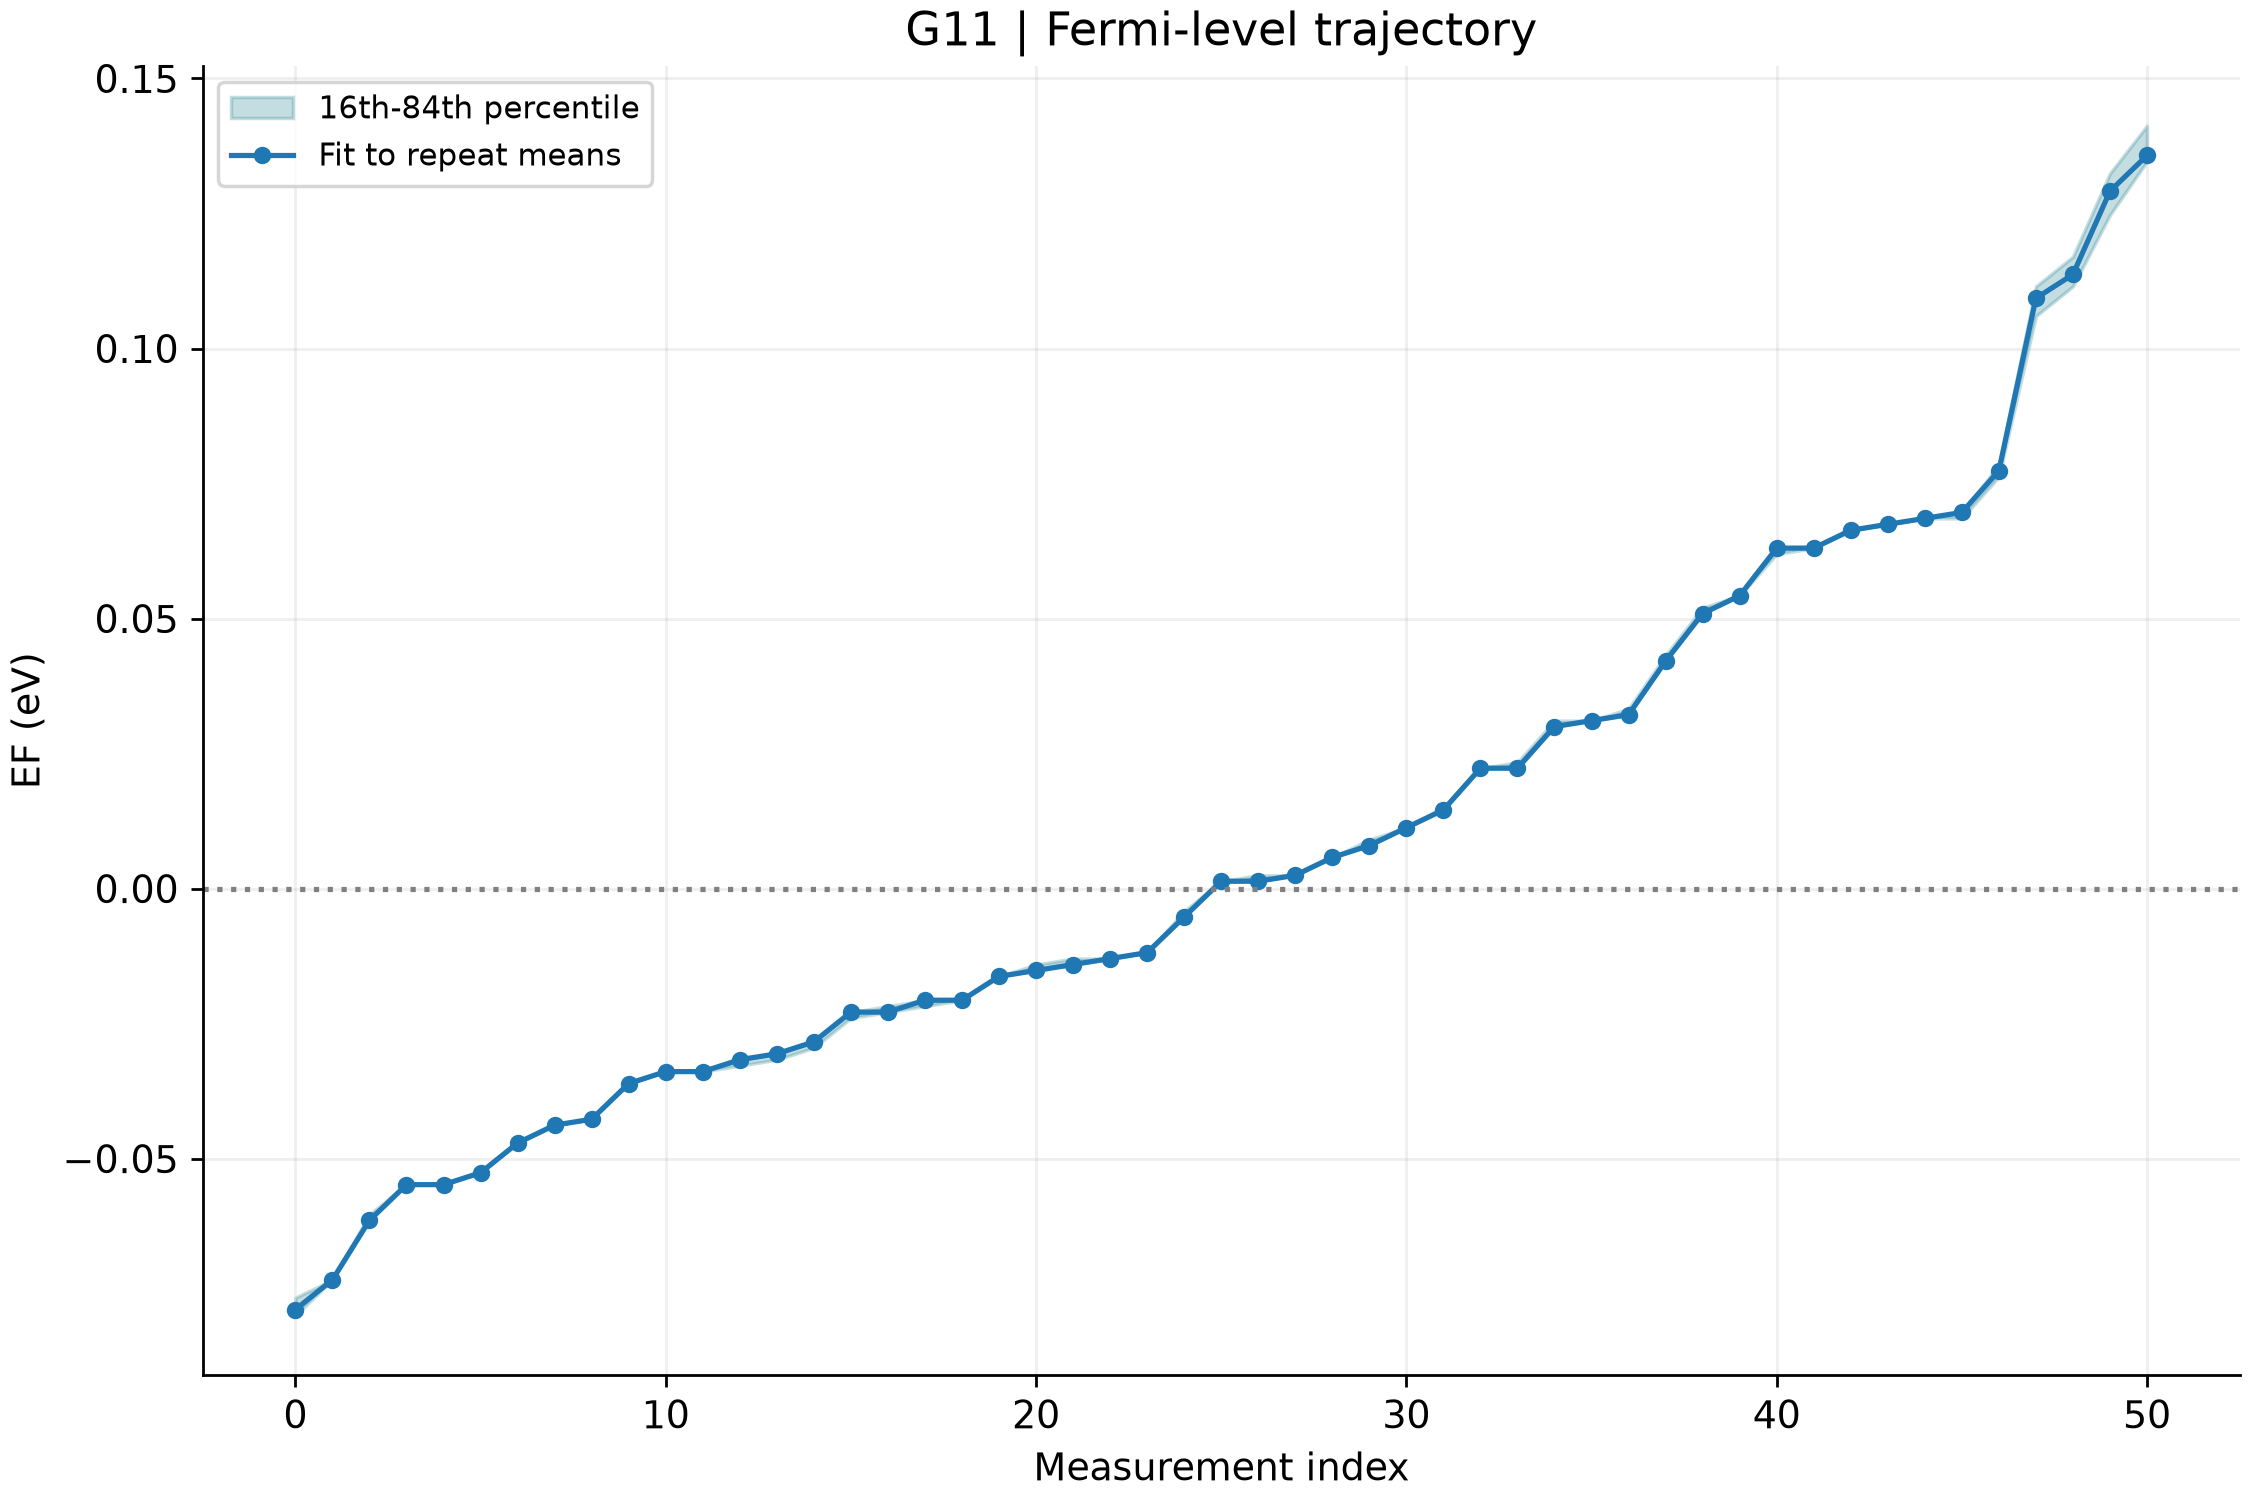 G11 | Fermi-level trajectory
0.15
16th-84th percentile
Fit to repeat means
0.10
0.05
EF (eV)
0.00
−0.05
0 10 20 30 40 50
Measurement index